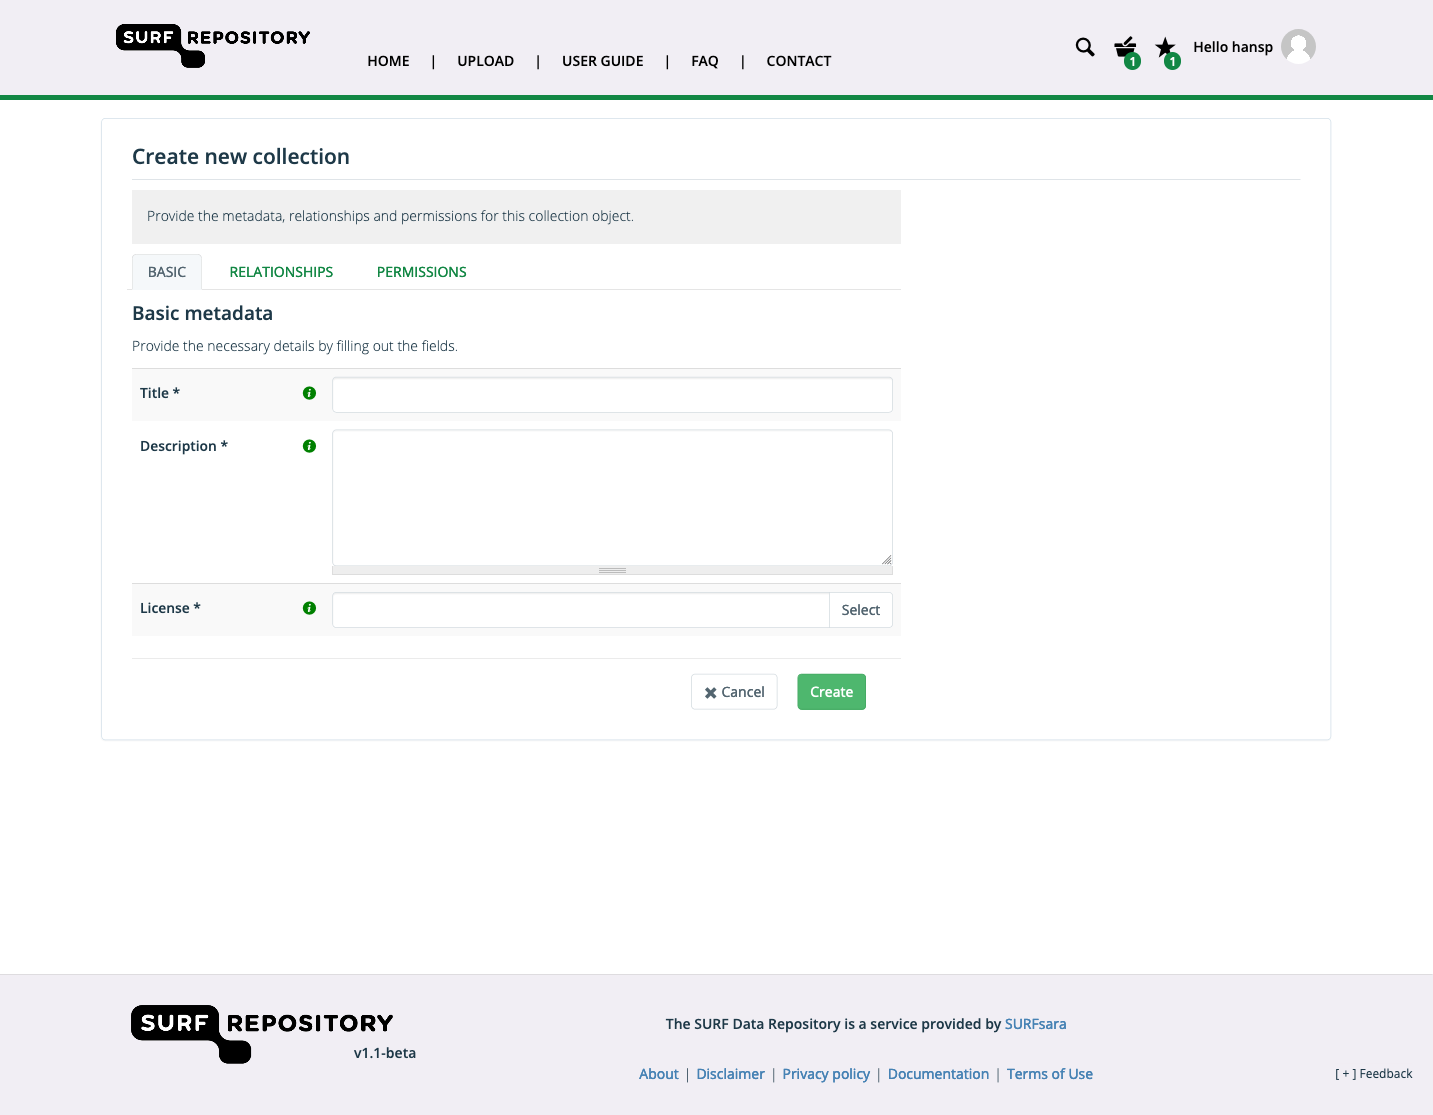 SURF REPOSITORY
HOME | UPLOAD | USER GUIDE | FAQ | CONTACT
1 1 Hello hansp
Create new collection
Provide the metadata, relationships and permissions for this collection object.
BASIC RELATIONSHIPS PERMISSIONS
Basic metadata
Provide the necessary details by filling out the fields.
Title * i
Description * i
License * i Select
Cancel Create
SURF REPOSITORY
v1.1-beta
The SURF Data Repository is a service provided by SURFsara
About | Disclaimer | Privacy policy | Documentation | Terms of Use
[ + ] Feedback